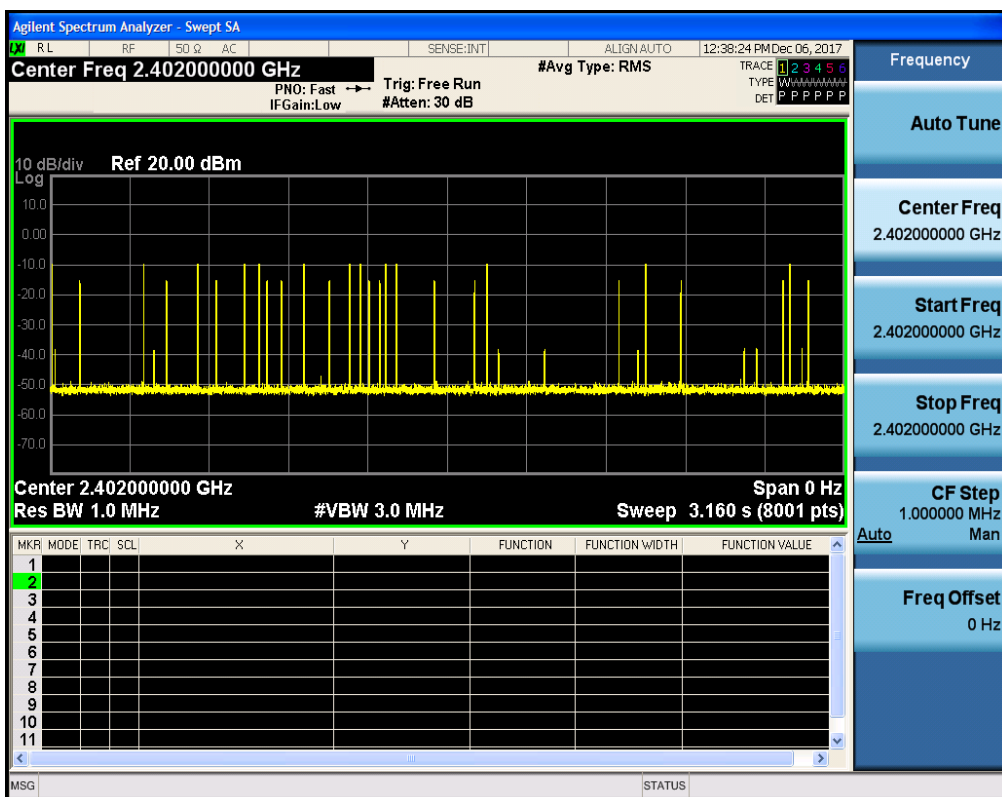 Agilent Spectrum Analyzer - Swept SA
LXI RL RF 50 Ω AC SENSE:INT ALIGN AUTO 12:38:24 PM Dec 06, 2017
Center Freq 2.402000000 GHz
PNO: Fast
IFGain:Low
Trig: Free Run
#Atten: 30 dB
#Avg Type: RMS
TRACE 1 2 3 4 5 6
TYPE WWWWWW
DET P P P P P P
10 dB/div Ref 20.00 dBm
Log
10.0
0.00
-10.0
-20.0
-30.0
-40.0
-50.0
-60.0
-70.0
Center 2.402000000 GHz Span 0 Hz
Res BW 1.0 MHz #VBW 3.0 MHz Sweep 3.160 s (8001 pts)
MKR MODE TRC SCL X Y FUNCTION FUNCTION WIDTH FUNCTION VALUE
1
2
3
4
5
6
7
8
9
10
11
MSG STATUS
Frequency
Auto Tune
Center Freq
2.402000000 GHz
Start Freq
2.402000000 GHz
Stop Freq
2.402000000 GHz
CF Step
1.000000 MHz
Auto Man
Freq Offset
0 Hz